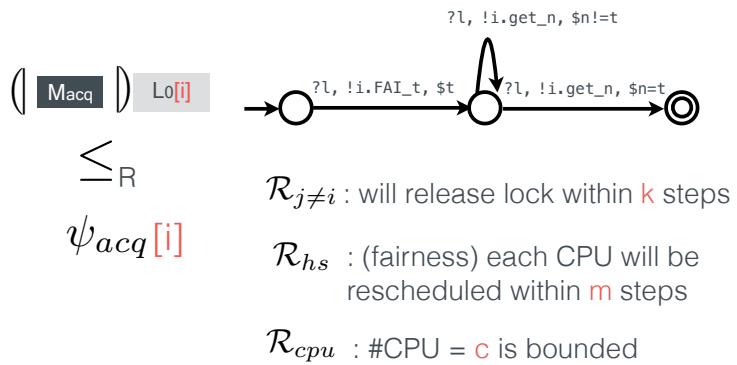 ?l, !i.get_n, $n!=t
?l, !i.FAI_t, $t
?l, !i.get_n, $n=t
(| Macq |) L0[i]
≤R
ψacq[i]
Rj≠i : will release lock within k steps
Rhs : (fairness) each CPU will be
rescheduled within m steps
Rcpu : #CPU = c is bounded